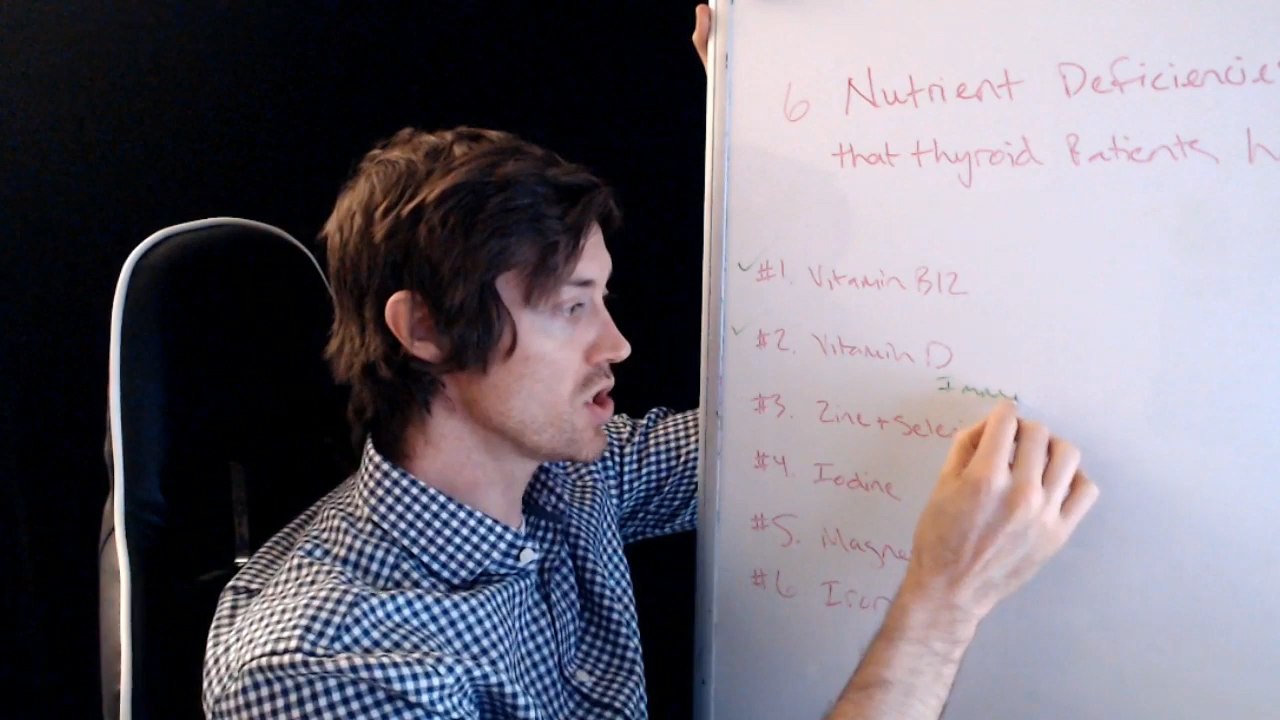 6 Nutrient Deficiencie
that thyroid Patients h
#1. Vitamin B12
#2. Vitamin D
#3. Zinc + Sele
#4. Iodine
#5. Magne
#6 Iron